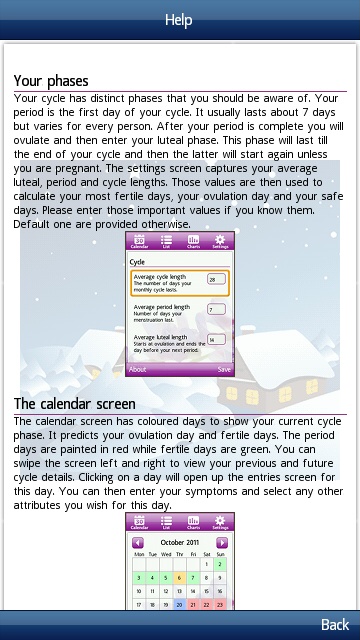 Help
Your phases
Your cycle has distinct phases that you should be aware of. Your
period is the first day of your cycle. It usually lasts about 7 days
but varies for every person. After your period is complete you will
ovulate and then enter your luteal phase. This phase will last till
the end of your cycle and then the latter will start again unless
you are pregnant. The settings screen captures your average
luteal, period and cycle lengths. Those values are then used to
calculate your most fertile days, your ovulation day and your safe
days. Please enter those important values if you know them.
Default one are provided otherwise.
Calendar List Charts Settings
Cycle
Average cycle length
The number of days your
monthly cycle lasts.
28
Average period length
Number of days your
menstruation last.
7
Average luteal length
Starts at ovulation and ends the
day before your next period.
14
About Save
The calendar screen
The calendar screen has coloured days to show your current cycle
phase. It predicts your ovulation day and fertile days. The period
days are painted in red while fertile days are green. You can
swipe the screen left and right to view your previous and future
cycle details. Clicking on a day will open up the entries screen for
this day. You can then enter your symptoms and select any other
attributes you wish for this day.
Calendar List Charts Settings
October 2011
Mon Tue Wed Thr Fri Sat Sun
1 2
3 4 5 6 7 8 9
10 11 12 13 14 15 16
17 18 19 20 21 22 23
Back